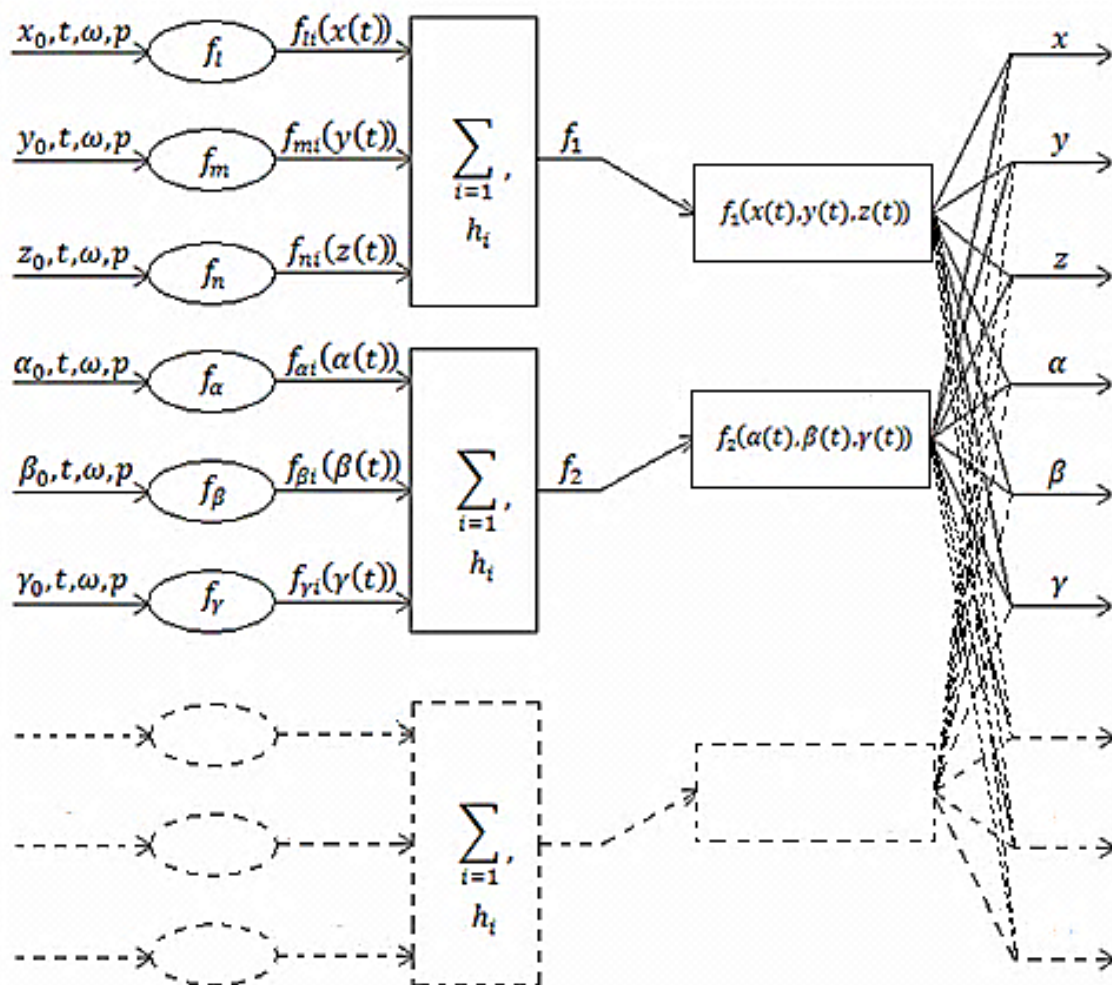 x₀,t,ω,p
f_l
f_li(x(t))
y₀,t,ω,p
f_m
f_mi(y(t))
z₀,t,ω,p
f_n
f_ni(z(t))
∑ i=1 ,
h_i
f₁
f₁(x(t).y(t).z(t))
α₀,t,ω,p
f_α
f_αi(α(t))
β₀,t,ω,p
f_β
f_βi(β(t))
γ₀,t,ω,p
f_γ
f_γi(γ(t))
∑ i=1 ,
h_i
f₂
f₂(α(t).β(t).γ(t))
∑ i=1 ,
h_i
x
y
z
α
β
γ